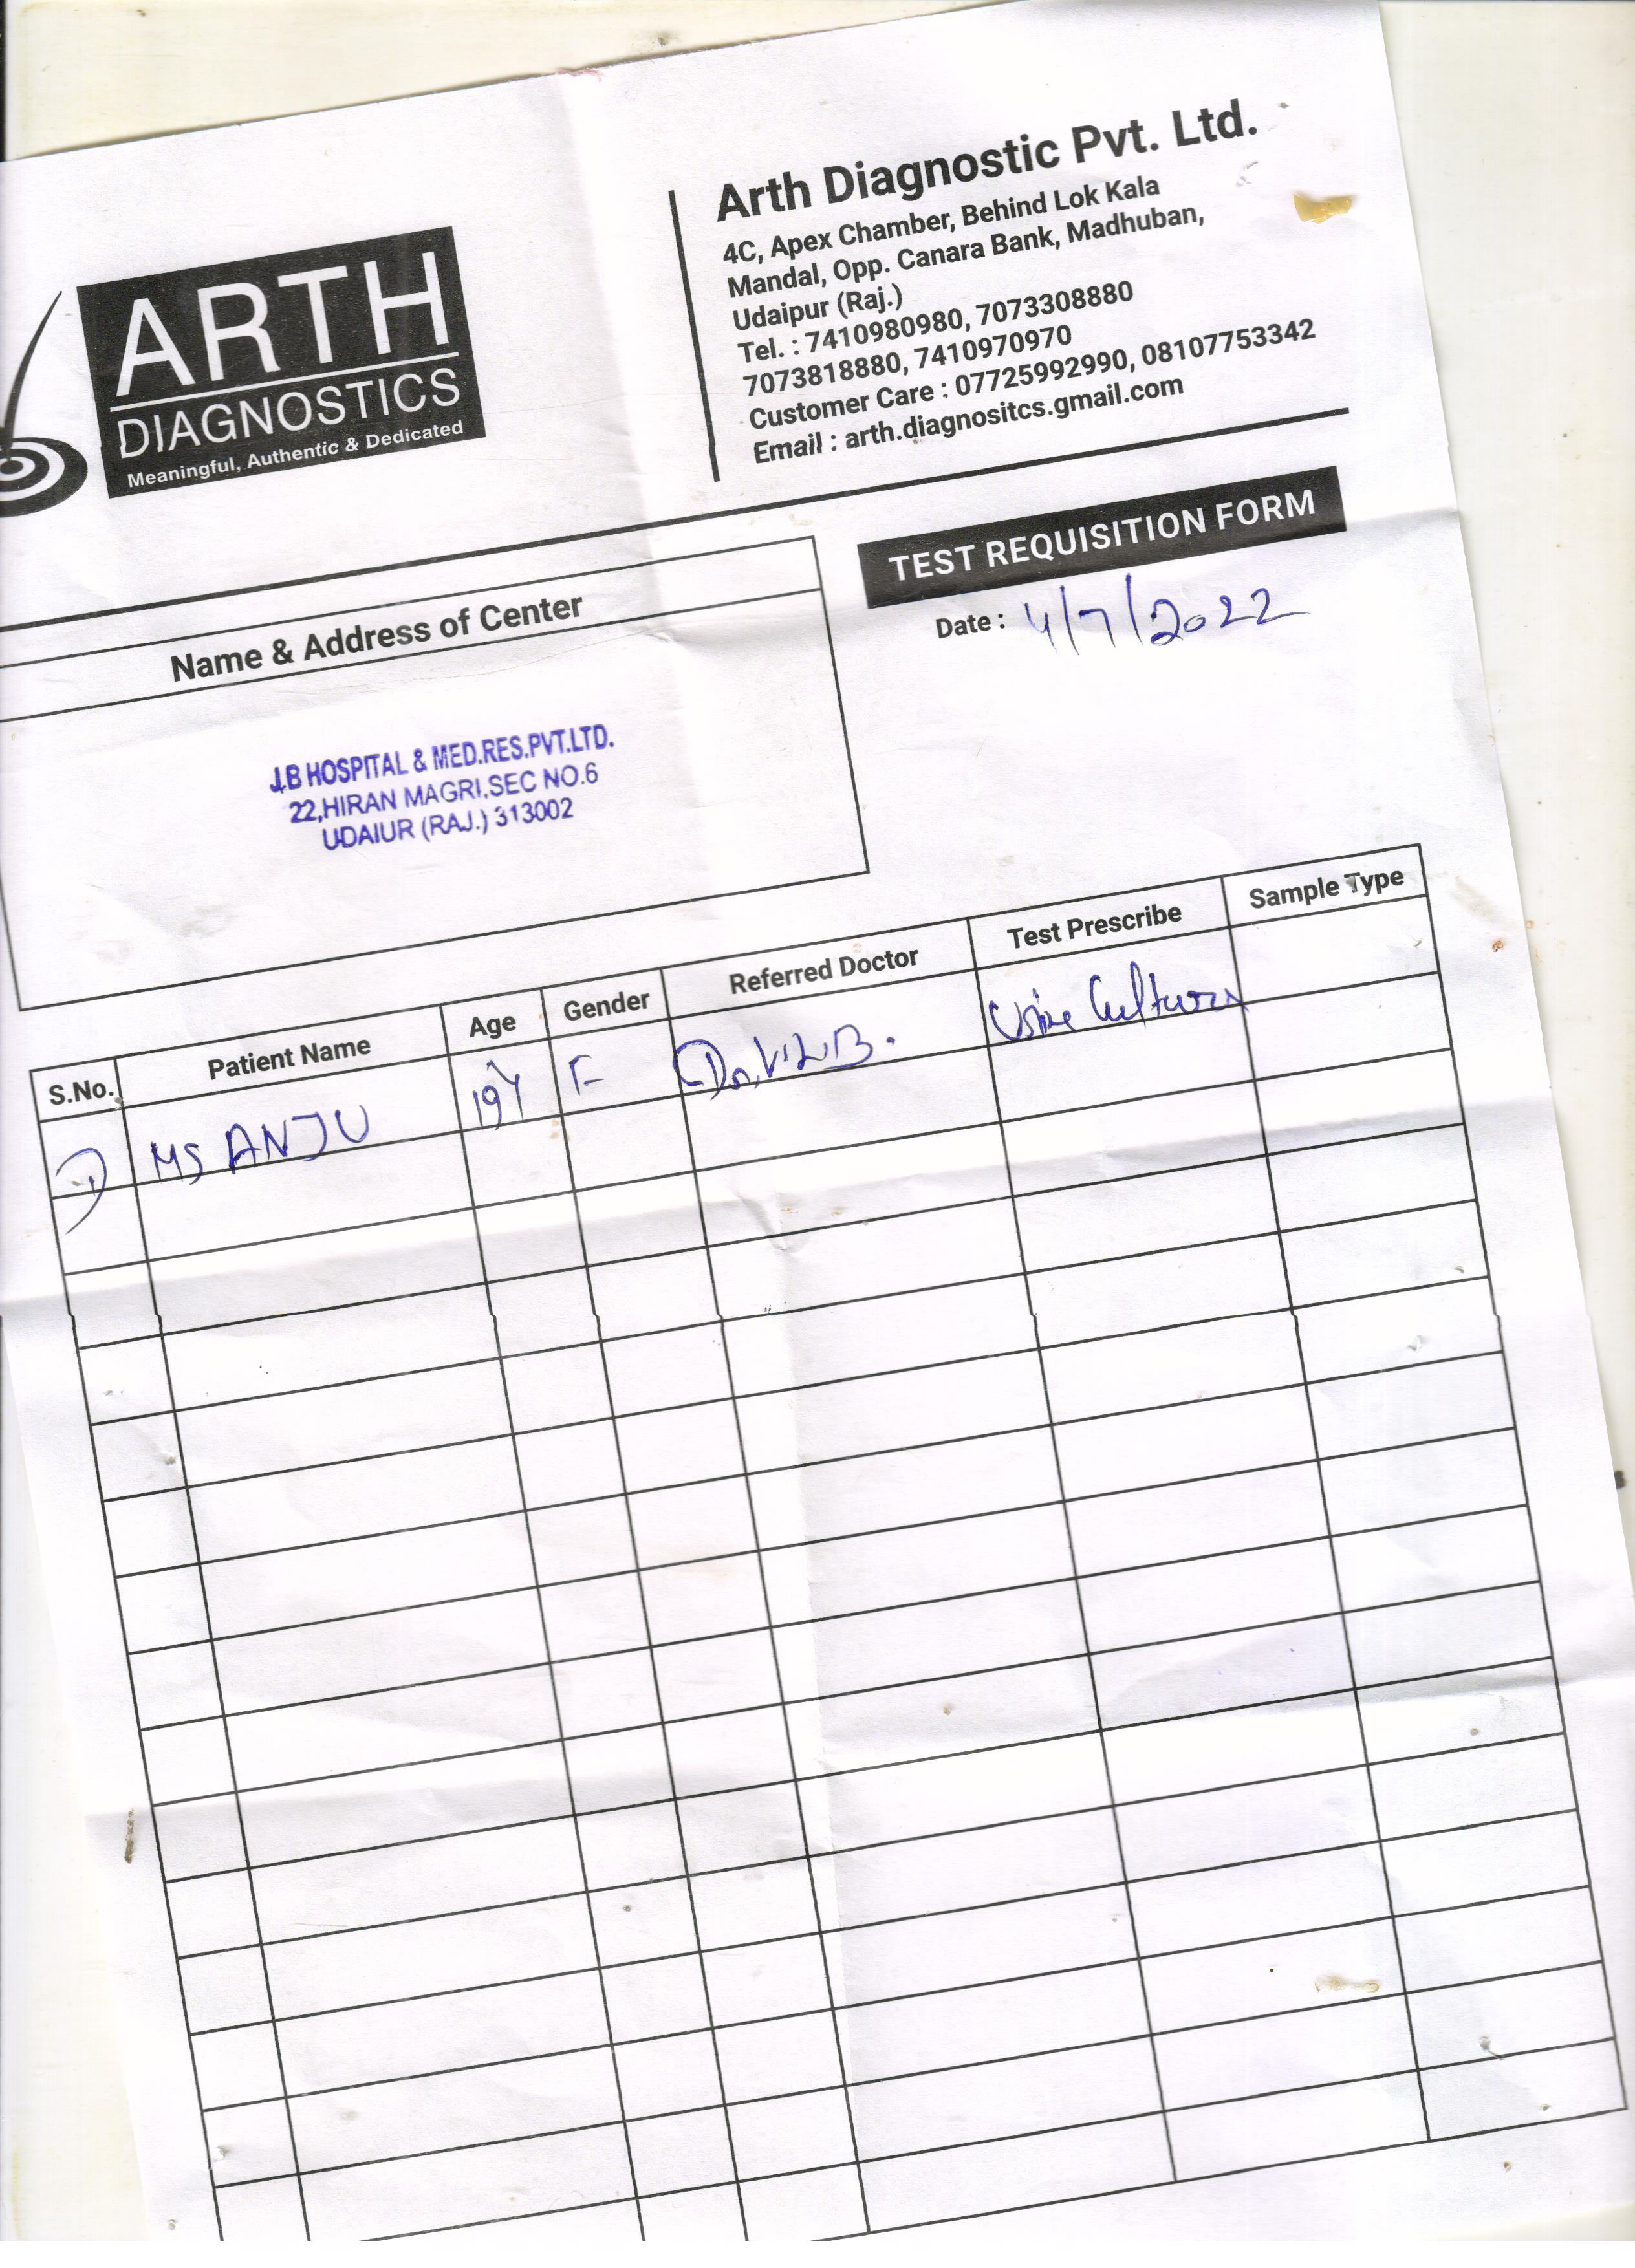 ARTH
DIAGNOSTICS
Meaningful, Authentic & Dedicated
Arth Diagnostic Pvt. Ltd.
4C, Apex Chamber, Behind Lok Kala
Mandal, Opp. Canara Bank, Madhuban,
Udaipur (Raj.)
Tel. : 7410980980, 7073308880
7073818880, 7410970970
Customer Care : 07725992990, 08107753342
Email : arth.diagnositcs.gmail.com
TEST REQUISITION FORM
Date : 4/7/2022
Name & Address of Center
J.B HOSPITAL & MED.RES.PVT.LTD.
22,HIRAN MAGRI,SEC NO.6
UDAIUR (RAJ.) 313002
S.No. Patient Name Age Gender Referred Doctor Test Prescribe Sample Type
1) MS ANJU 19Y F Dr. Urine Culture